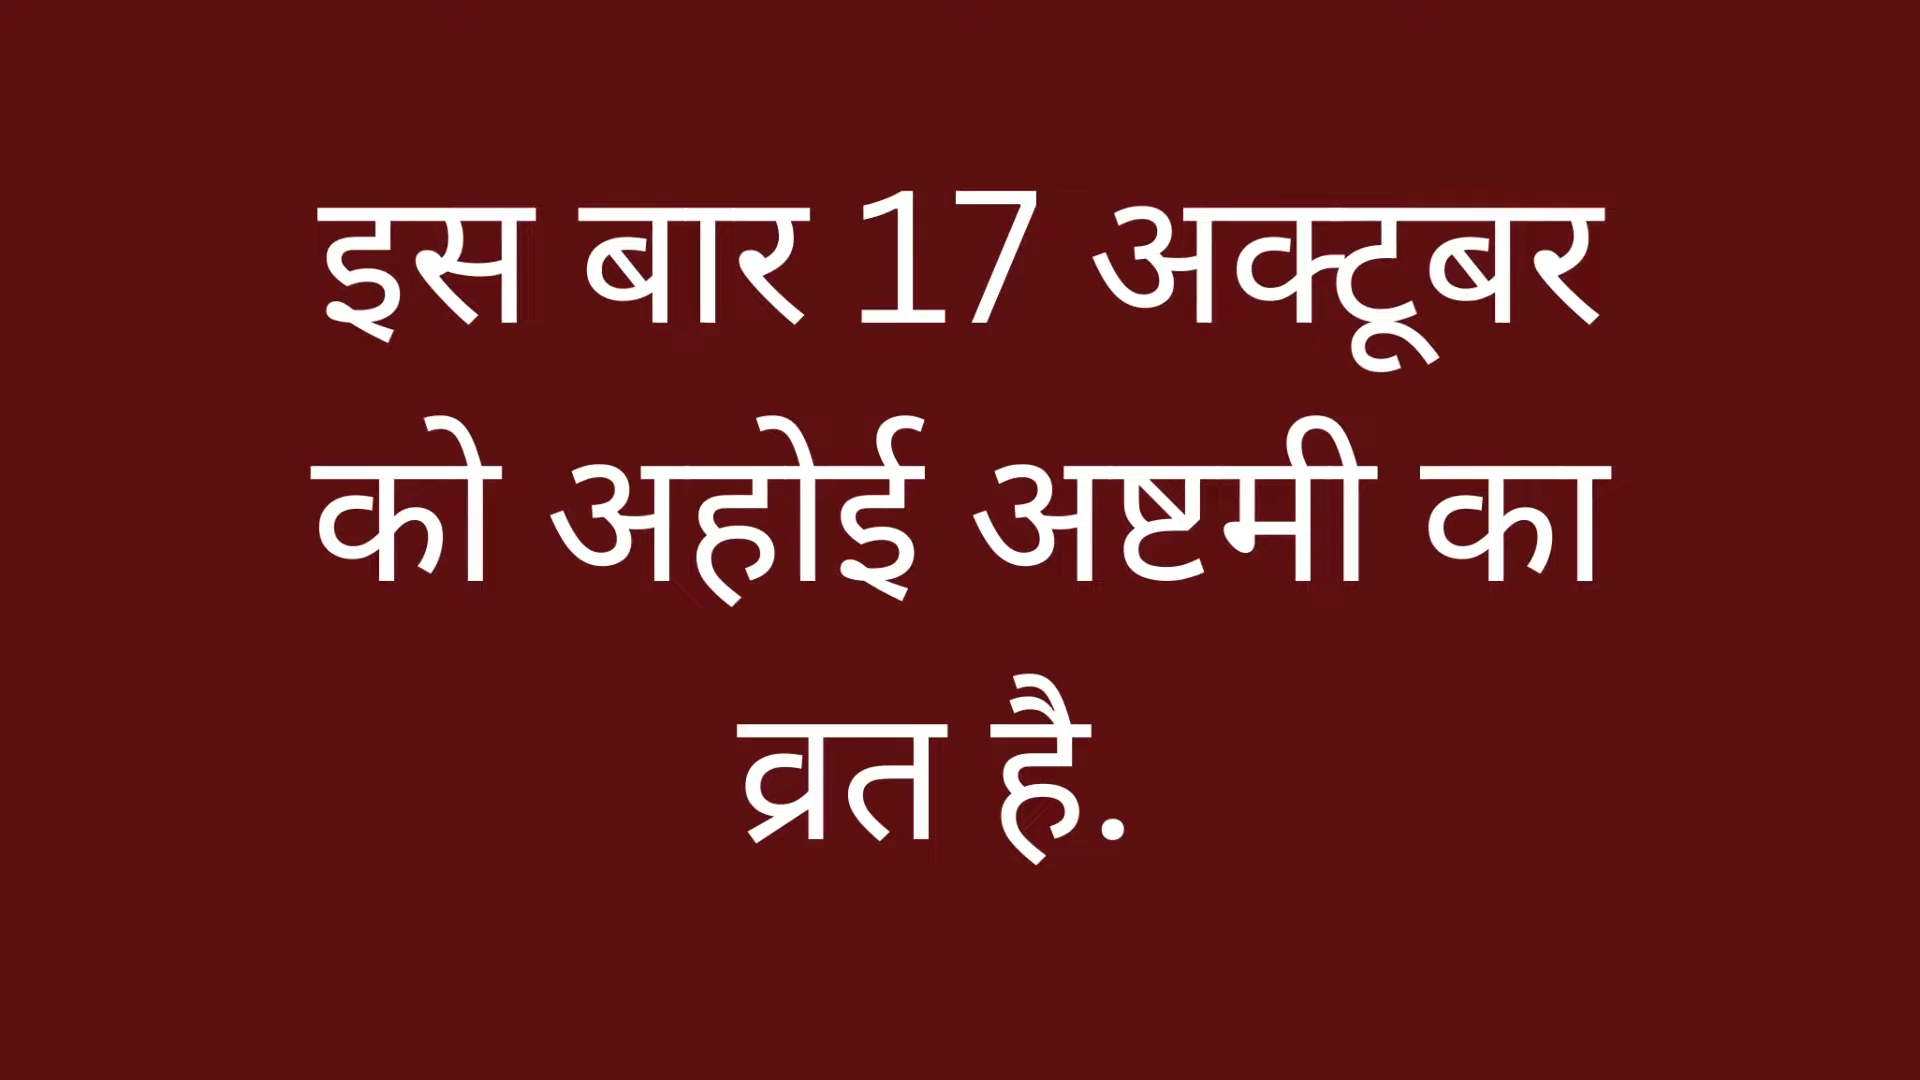 इस बार 17 अक्टूबर
को अहोई अष्टमी का
व्रत है.